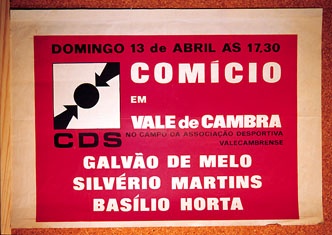 DOMINGO 13 de ABRIL AS 17,30
COMÍCIO
EM
VALE de CAMBRA
CDS
NO CAMPO DA ASSOCIAÇÃO DESPORTIVA
VALECAMBRENSE
GALVÃO DE MELO
SILVÉRIO MARTINS
BASÍLIO HORTA